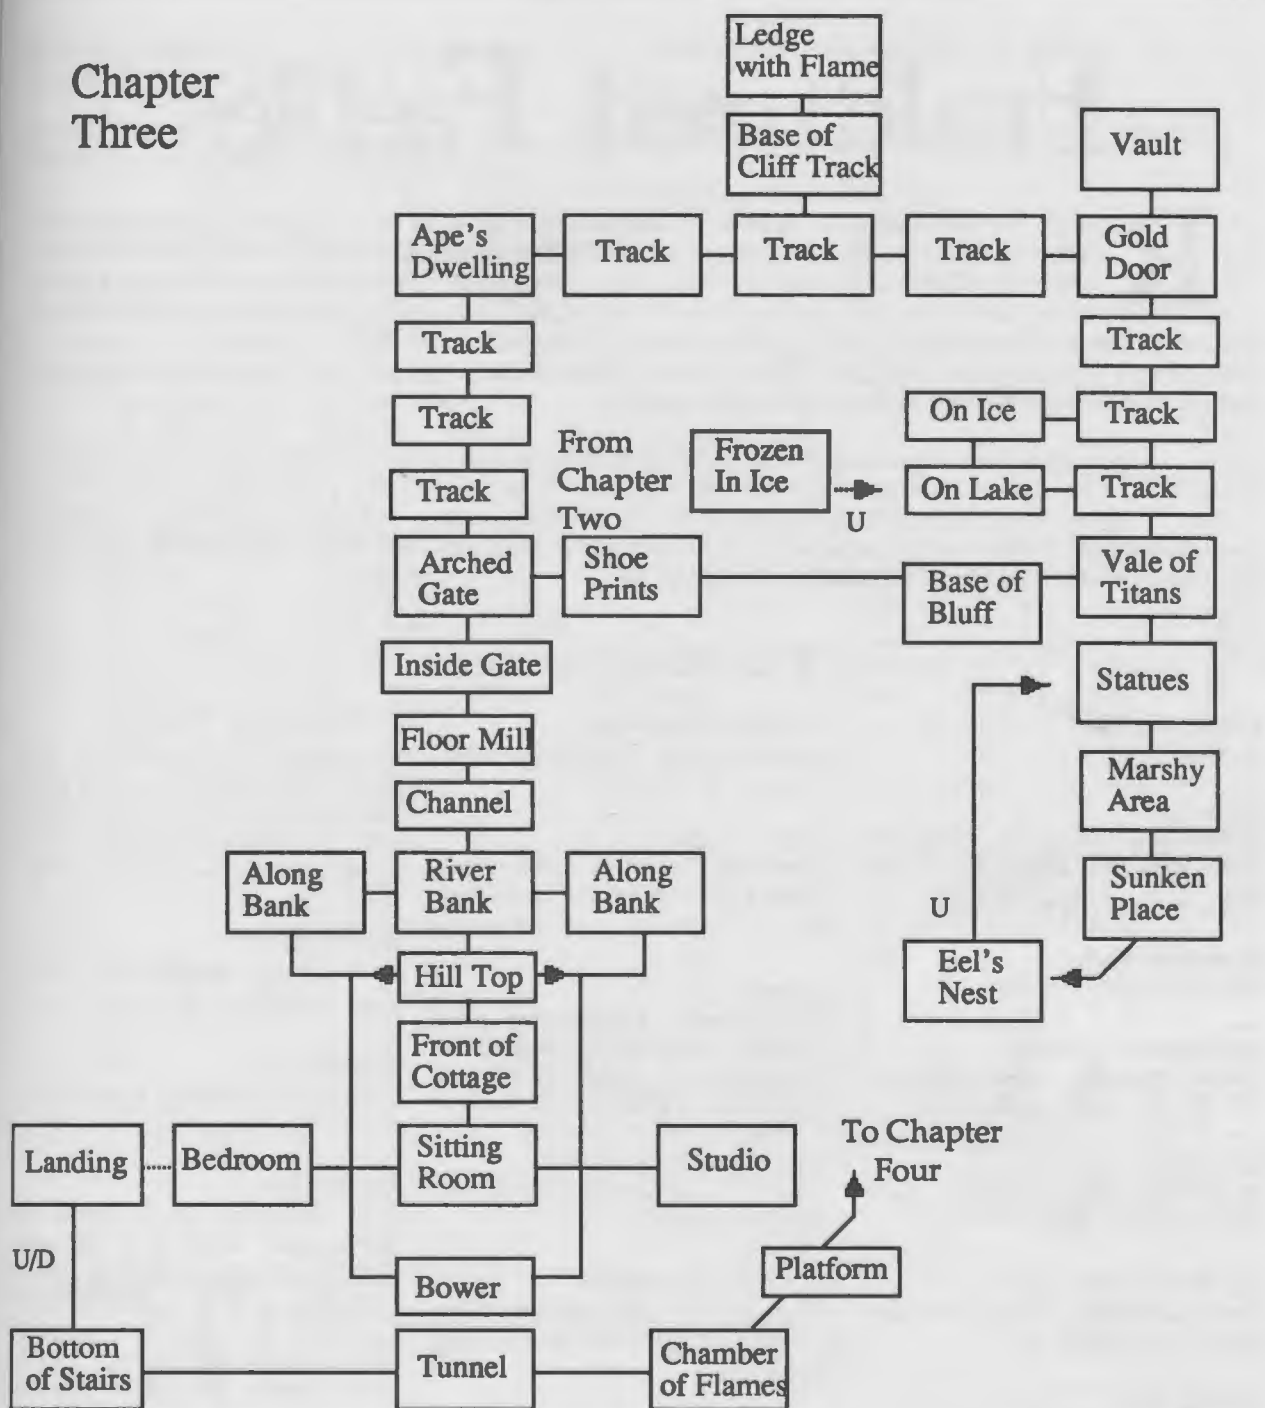 Chapter
Three
Ledge
with Flame
Base of
Cliff Track
Vault
Ape's
Dwelling
Track
Track
Track
Gold
Door
Track
Track
Track
On Ice
Track
From
Chapter
Two
Frozen
In Ice
U
On Lake
Track
Track
Arched
Gate
Shoe
Prints
Base of
Bluff
Vale of
Titans
Inside Gate
Statues
Floor Mill
Marshy
Area
Channel
Along
Bank
River
Bank
Along
Bank
Sunken
Place
U
Eel's
Nest
Hill Top
Front of
Cottage
Landing
Bedroom
Sitting
Room
Studio
To Chapter
Four
U/D
Bower
Platform
Bottom
of Stairs
Tunnel
Chamber
of Flames